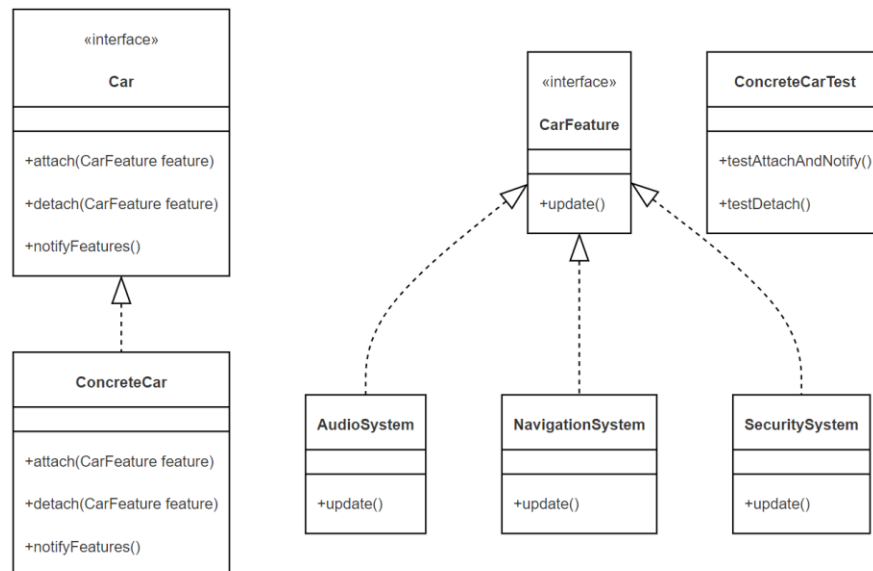 «interface»
Car
+attach(CarFeature feature)
+detach(CarFeature feature)
+notifyFeatures()
«interface»
CarFeature
+update()
ConcreteCarTest
+testAttachAndNotify()
+testDetach()
ConcreteCar
+attach(CarFeature feature)
+detach(CarFeature feature)
+notifyFeatures()
AudioSystem
+update()
NavigationSystem
+update()
SecuritySystem
+update()